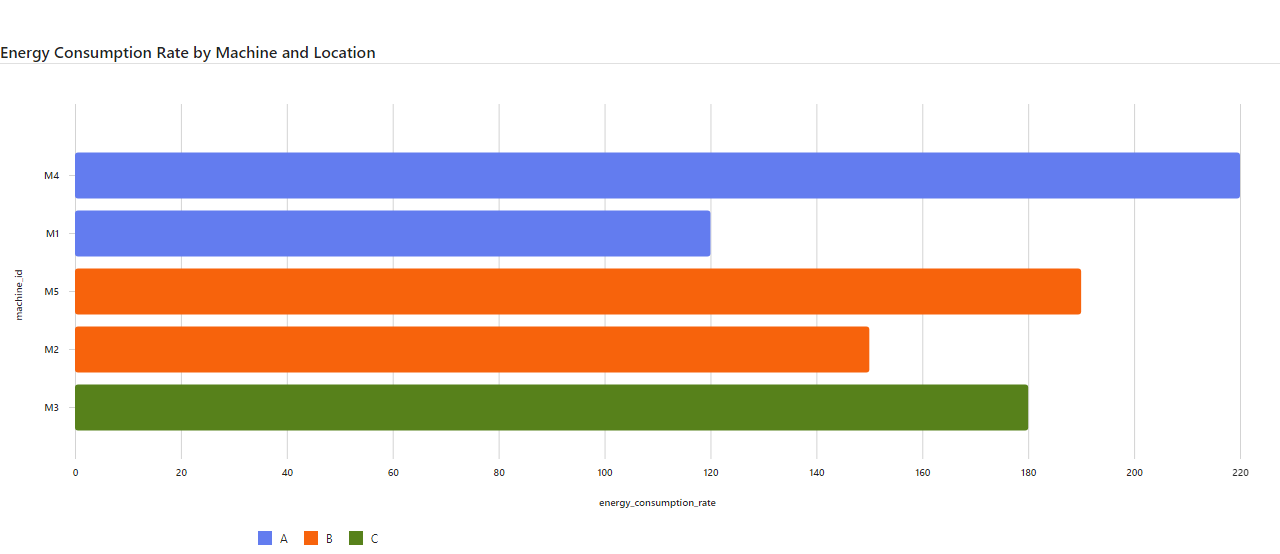 Energy Consumption Rate by Machine and Location
machine_id
M4
M1
M5
M2
M3
0 20 40 60 80 100 120 140 160 180 200 220
energy_consumption_rate
A B C